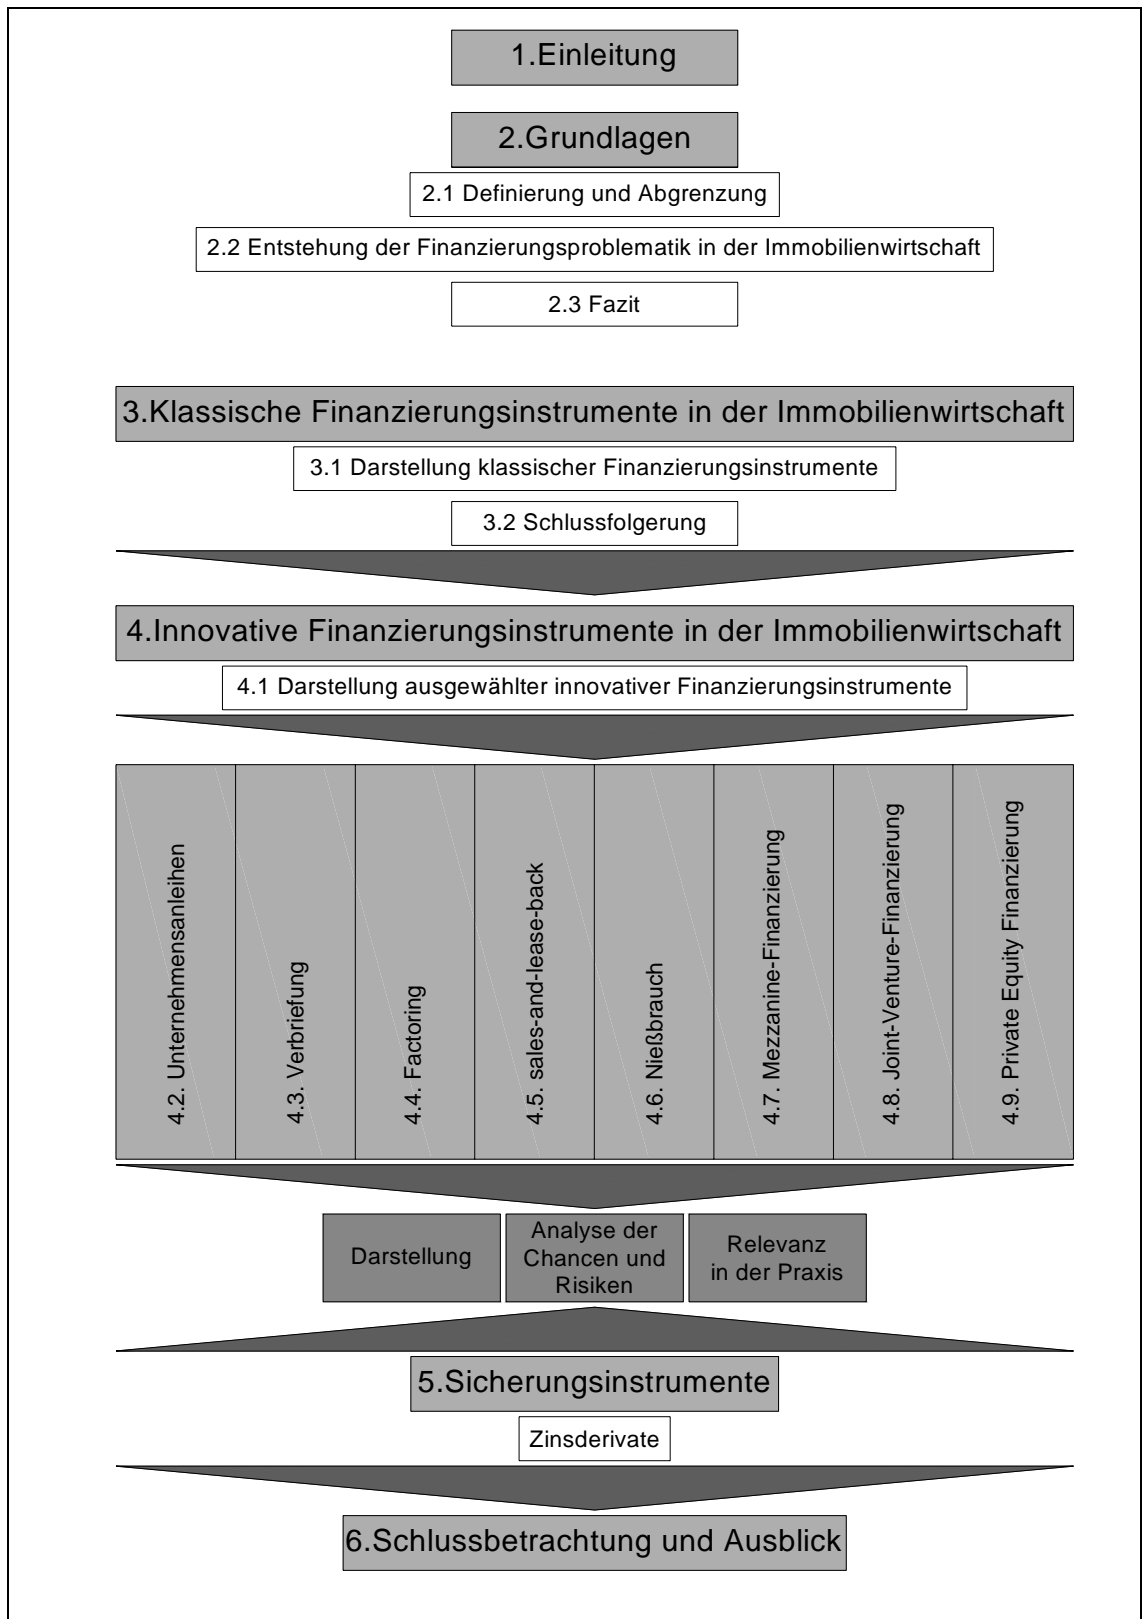 1.Einleitung
2.Grundlagen
2.1 Definierung und Abgrenzung
2.2 Entstehung der Finanzierungsproblematik in der Immobilienwirtschaft
2.3 Fazit
3.Klassische Finanzierungsinstrumente in der Immobilienwirtschaft
3.1 Darstellung klassischer Finanzierungsinstrumente
3.2 Schlussfolgerung
4.Innovative Finanzierungsinstrumente in der Immobilienwirtschaft
4.1 Darstellung ausgewählter innovativer Finanzierungsinstrumente
4.2. Unternehmensanleihen
4.3. Verbriefung
4.4. Factoring
4.5. sales-and-lease-back
4.6. Nießbrauch
4.7. Mezzanine-Finanzierung
4.8. Joint-Venture-Finanzierung
4.9. Private Equity Finanzierung
Darstellung
Analyse der
Chancen und
Risiken
Relevanz
in der Praxis
5.Sicherungsinstrumente
Zinsderivate
6.Schlussbetrachtung und Ausblick